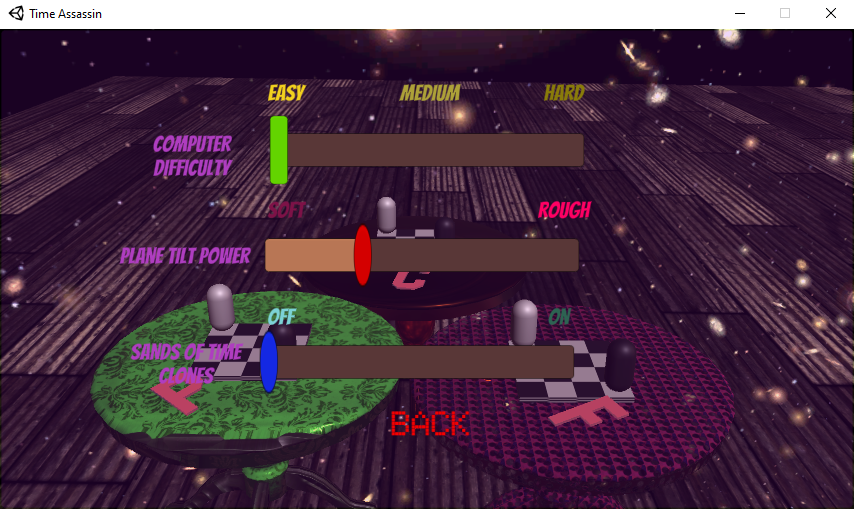 Time Assassin
EASY MEDIUM HARD
COMPUTER
DIFFICULTY
SOFT ROUGH
PLANE TILT POWER
C
OFF ON
SANDS OF TIME
CLONES
P
F
BACK